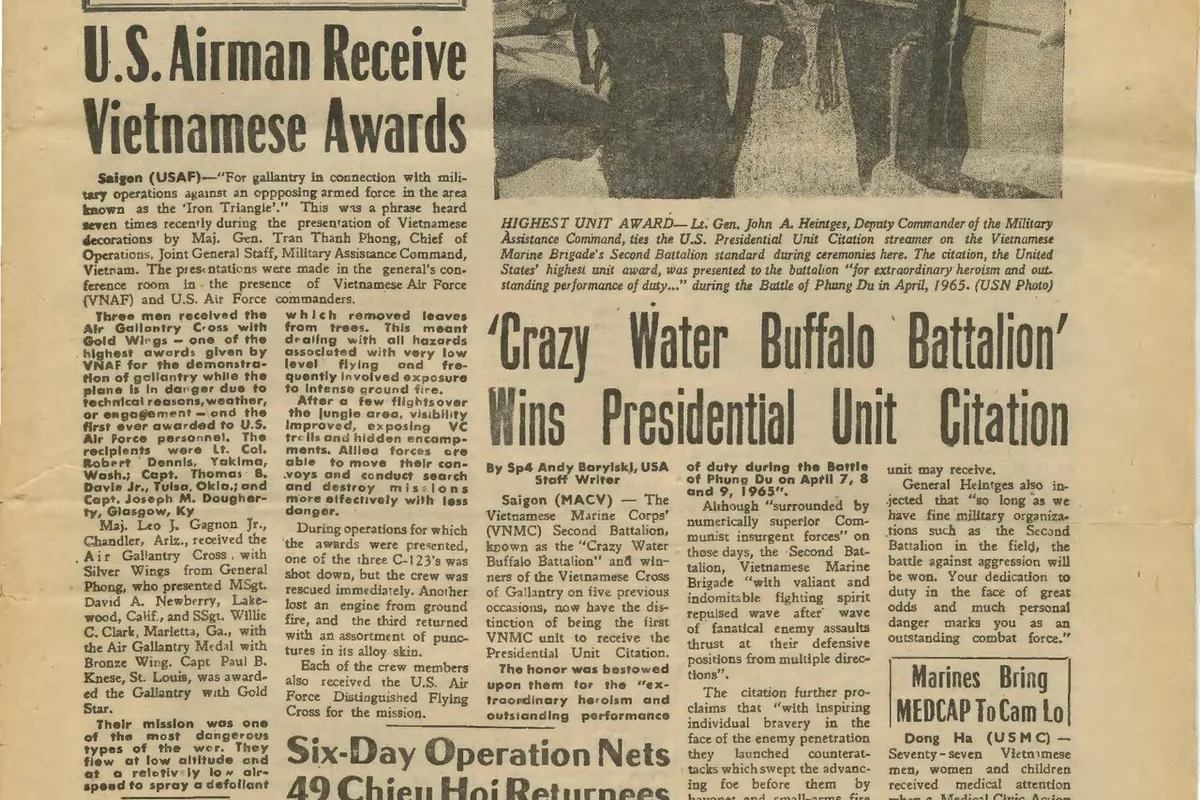 U.S. Airman Receive
Vietnamese Awards
Saigon (USAF)—"For gallantry in connection with mili-
tary operations against an oppposing armed force in the area
known as the 'Iron Triangle'." This was a phrase heard
seven times recently during the presentation of Vietnamese
decorations by Maj. Gen. Tran Thanh Phong, Chief of
Operations, Joint General Staff, Military Assistance Command,
Vietnam. The presentations were made in the general's con-
ference room in the presence of Vietnamese Air Force
(VNAF) and U.S. Air Force commanders.
Three men received the
Air Gallantry Cross with
Gold Wings — one of the
highest awards given by
VNAF for the demonstra-
tion of gallantry while the
plane is in danger due to
technical reasons, weather,
or engagement — and the
first ever awarded to U.S.
Air Force personnel. The
recipients were Lt. Col.
Robert Dennis, Yakima,
Wash.; Capt. Thomas B.
Davie Jr., Tulsa, Okla.; and
Capt. Joseph M. Dougher-
ty, Glasgow, Ky
Maj. Leo J. Gagnon Jr.,
Chandler, Ariz., received the
Air Gallantry Cross with
Silver Wings from General
Phong, who presented MSgt.
David A. Newberry, Lake-
wood, Calif., and SSgt. Willie
C. Clark, Marietta, Ga., with
the Air Gallantry Medal with
Bronze Wing. Capt Paul B.
Knese, St. Louis, was award-
ed the Gallantry with Gold
Star.
Their mission was one
of the most dangerous
types of the war. They
flew at low altitude and
at a relatively low air-
speed to spray a defoliant
which removed leaves
from trees. This meant
dealing with all hazards
associated with very low
level flying and fre-
quently involved exposure
to intense ground fire.
After a few flights over
the jungle area, visibility
improved, exposing VC
trails and hidden encamp-
ments. Allied forces are
able to move their con-
voys and conduct search
and destroy missions
more effectively with less
danger.
During operations for which
the awards were presented,
one of the three C-123's was
shot down, but the crew was
rescued immediately. Another
lost an engine from ground
fire, and the third returned
with an assortment of punc-
tures in its alloy skin.
Each of the crew members
also received the U.S. Air
Force Distinguished Flying
Cross for the mission.
Six-Day Operation Nets
49 Chieu Hoi Returnees
HIGHEST UNIT AWARD— Lt. Gen. John A. Heintges, Deputy Commander of the Military
Assistance Command, ties the U.S. Presidential Unit Citation streamer on the Vietnamese
Marine Brigade's Second Battalion standard during ceremonies here. The citation, the United
States' highest unit award, was presented to the battalion "for extraordinary heroism and out-
standing performance of duty..." during the Battle of Phung Du in April, 1965. (USN Photo)
'Crazy Water Buffalo Battalion'
Wins Presidential Unit Citation
By Sp4 Andy Barylski, USA
Staff Writer
Saigon (MACV) — The
Vietnamese Marine Corps'
(VNMC) Second Battalion,
known as the "Crazy Water
Buffalo Battalion" and win-
ners of the Vietnamese Cross
of Gallantry on five previous
occasions, now have the dis-
tinction of being the first
VNMC unit to receive the
Presidential Unit Citation.
The honor was bestowed
upon them for the "ex-
traordinary heroism and
outstanding performance
of duty during the Battle
of Phung Du on April 7, 8
and 9, 1965".
Although "surrounded by
numerically superior Com-
munist insurgent forces" on
those days, the Second Bat-
talion, Vietnamese Marine
Brigade "with valiant and
indomitable fighting spirit
repulsed wave after wave
of fanatical enemy assaults
thrust at their defensive
positions from multiple direc-
tions".
The citation further pro-
claims that "with inspiring
individual bravery in the
face of the enemy penetration
they launched counterat-
tacks which swept the advanc-
ing foe before them by
bayonet and small-arms fire
unit may receive.
General Heintges also in-
jected that "so long as we
have fine military organiza-
tions such as the Second
Battalion in the field, the
battle against aggression will
be won. Your dedication to
duty in the face of great
odds and much personal
danger marks you as an
outstanding combat force."
Marines Bring
MEDCAP To Cam Lo
Dong Ha (USMC) —
Seventy-seven Vietnamese
men, women and children
received medical attention
when a Medical Civic Action